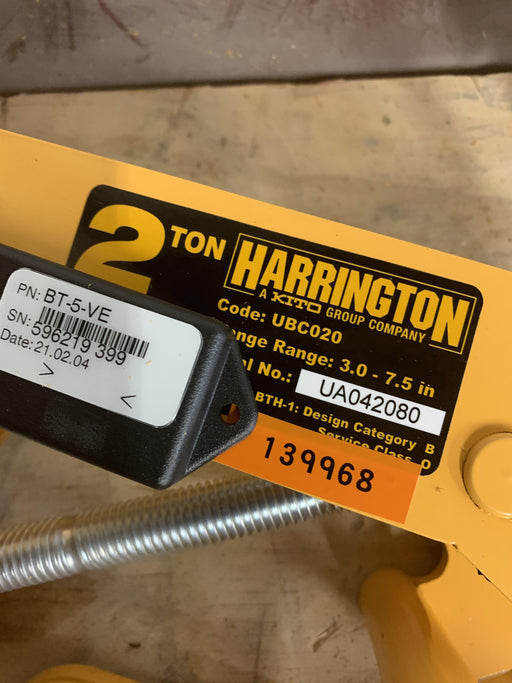 2 TON
HARRINGTON
A KITO GROUP COMPANY
Code: UBC020
ange Range: 3.0 - 7.5 in
al No.: UA042080
BTH-1: Design Category B
Service Class 0
139968
PN: BT-5-VE
SN: 596219 399
Date: 21.02.04
> <